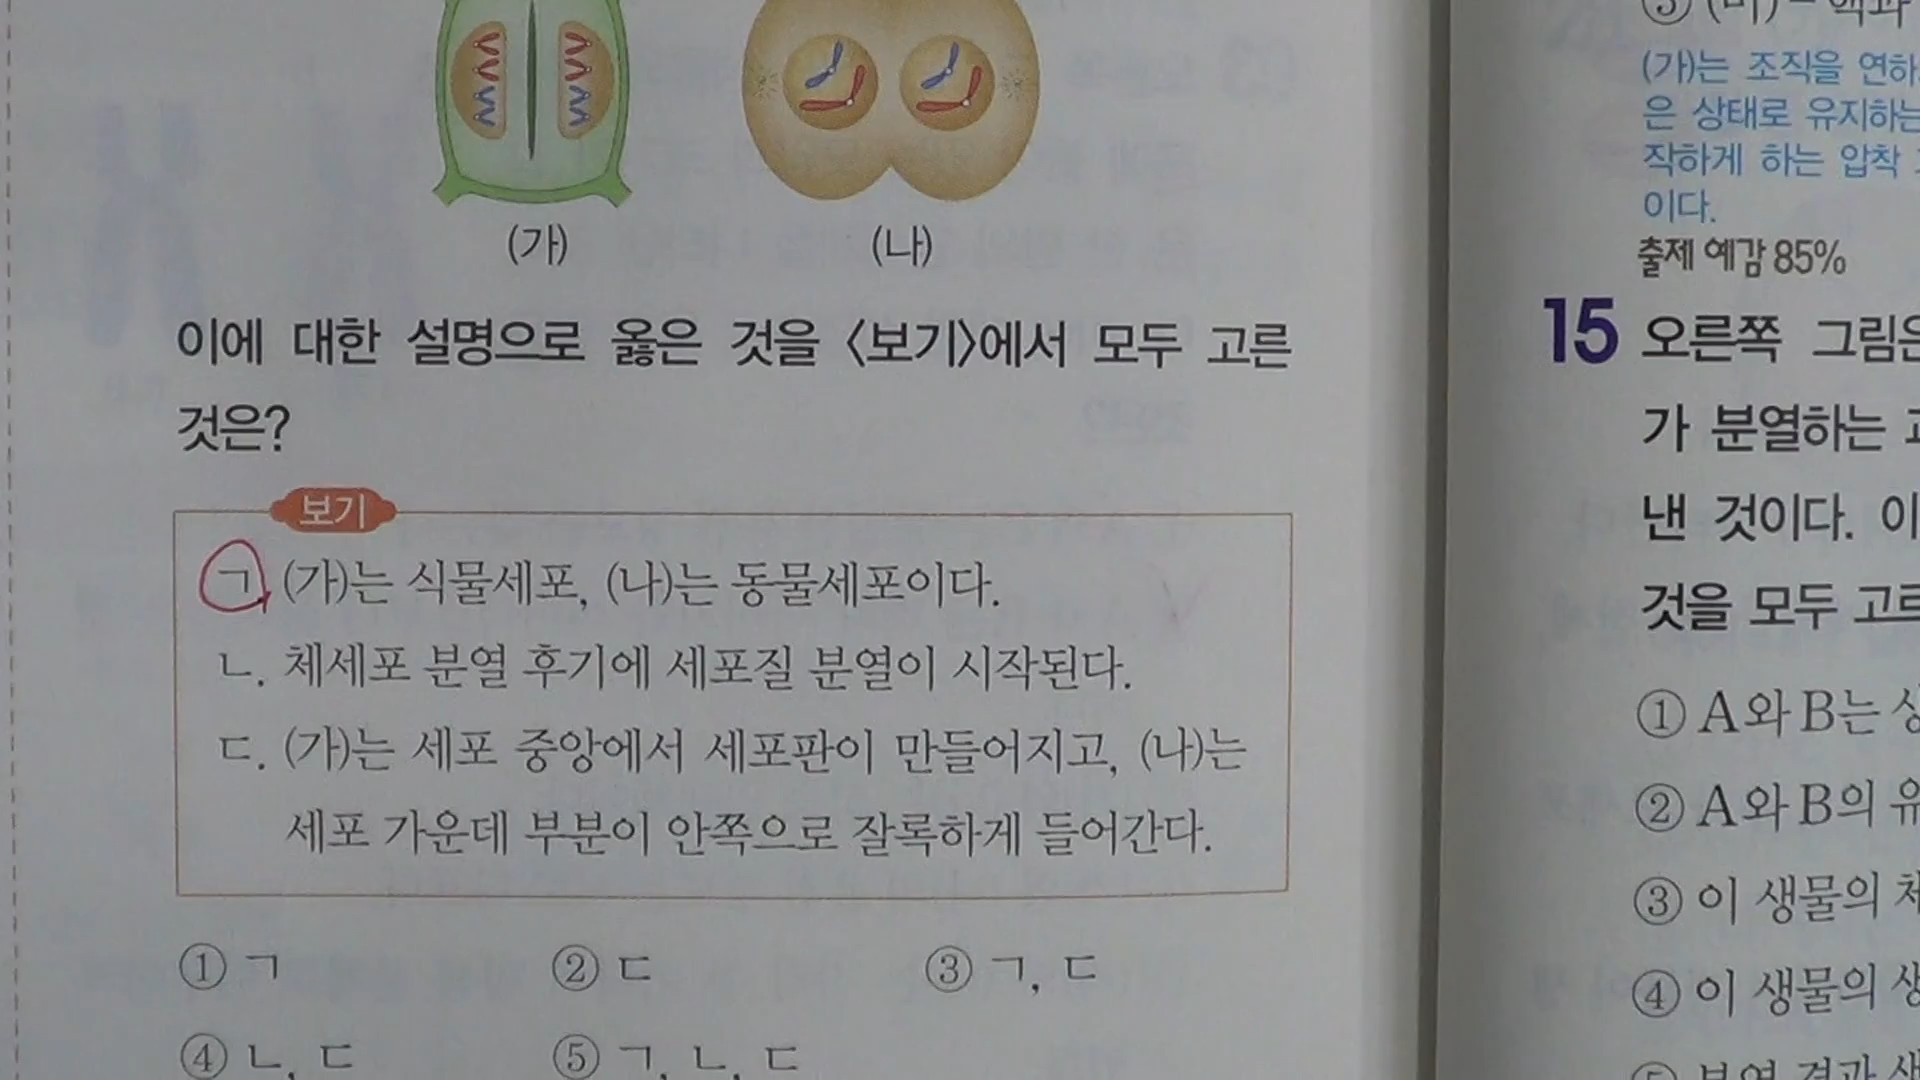 (가)
(나)
이에 대한 설명으로 옳은 것을 〈보기〉에서 모두 고른
것은?
보기
ㄱ. (가)는 식물세포, (나)는 동물세포이다.
ㄴ. 체세포 분열 후기에 세포질 분열이 시작된다.
ㄷ. (가)는 세포 중앙에서 세포판이 만들어지고, (나)는
세포 가운데 부분이 안쪽으로 잘록하게 들어간다.
① ㄱ
② ㄷ
③ ㄱ, ㄷ
④ ㄴ, ㄷ
⑤ ㄱ, ㄴ, ㄷ
(가)는 조직을 연하
은 상태로 유지하는
작하게 하는 압착
이다.
출제 예감 85%
15 오른쪽 그림은
가 분열하는
낸 것이다. 이
것을 모두 고르
① A와 B는
② A와 B의
③ 이 생물의
④ 이 생물의